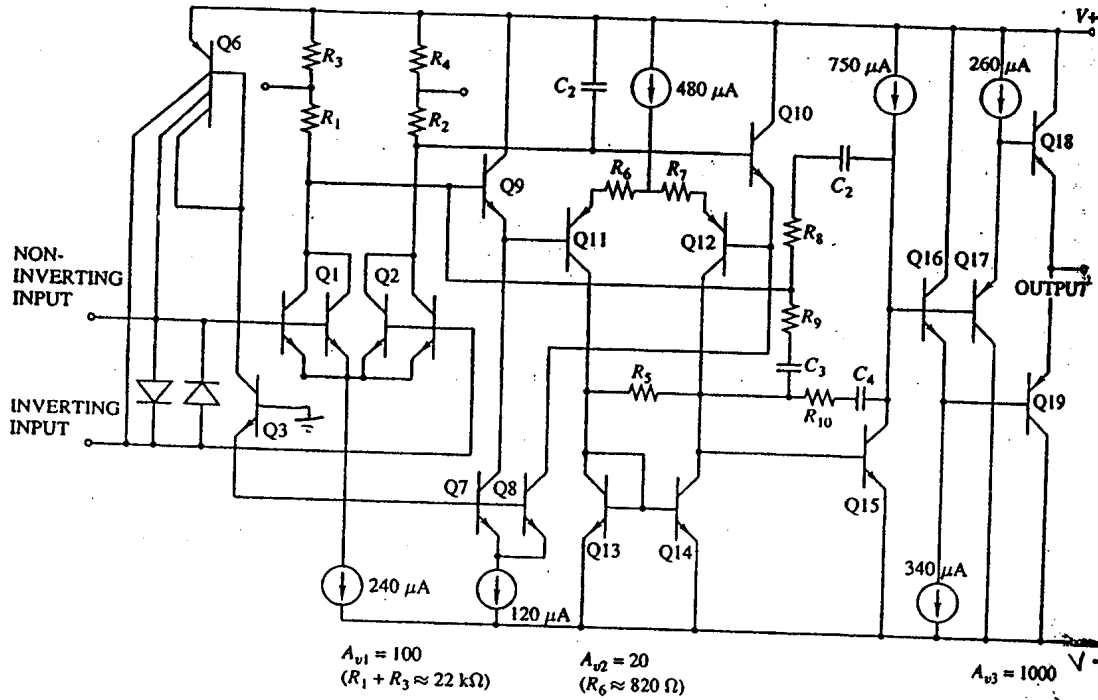 V+
Q6
R3
R4
750 μA
260 μA
C2
480 μA
Q10
R1
R2
Q18
R6
R7
C2
Q9
Q11
Q12
R8
Q16
Q17
NON-
INVERTING
INPUT
Q1
Q2
OUTPUT
R9
C3
R5
C4
R10
INVERTING
INPUT
Q3
Q19
Q7
Q8
Q15
Q13
Q14
240 μA
120 μA
340 μA
Av1 = 100
(R1 + R3 ≈ 22 kΩ)
Av2 = 20
(R6 ≈ 820 Ω)
Av3 = 1000
V-